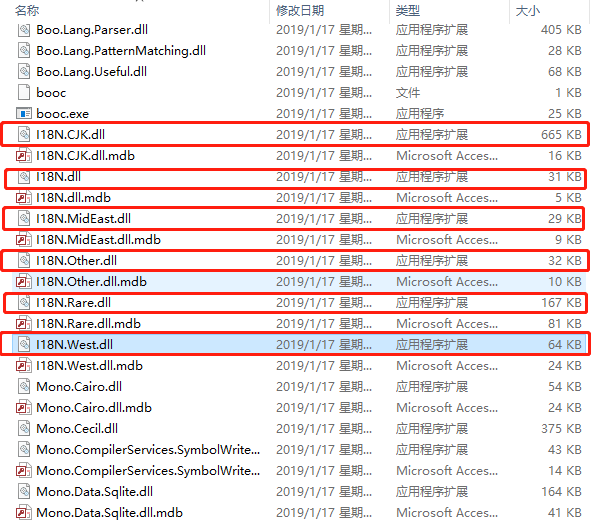 名称 修改日期 类型 大小
Boo.Lang.Parser.dll 2019/1/17 星期... 应用程序扩展 405 KB
Boo.Lang.PatternMatching.dll 2019/1/17 星期... 应用程序扩展 28 KB
Boo.Lang.Useful.dll 2019/1/17 星期... 应用程序扩展 68 KB
booc 2019/1/17 星期... 文件 1 KB
booc.exe 2019/1/17 星期... 应用程序 25 KB
I18N.CJK.dll 2019/1/17 星期... 应用程序扩展 665 KB
I18N.CJK.dll.mdb 2019/1/17 星期... Microsoft Acces... 16 KB
I18N.dll 2019/1/17 星期... 应用程序扩展 31 KB
I18N.dll.mdb 2019/1/17 星期... Microsoft Acces... 5 KB
I18N.MidEast.dll 2019/1/17 星期... 应用程序扩展 29 KB
I18N.MidEast.dll.mdb 2019/1/17 星期... Microsoft Acces... 9 KB
I18N.Other.dll 2019/1/17 星期... 应用程序扩展 32 KB
I18N.Other.dll.mdb 2019/1/17 星期... Microsoft Acces... 10 KB
I18N.Rare.dll 2019/1/17 星期... 应用程序扩展 167 KB
I18N.Rare.dll.mdb 2019/1/17 星期... Microsoft Acces... 81 KB
I18N.West.dll 2019/1/17 星期... 应用程序扩展 64 KB
I18N.West.dll.mdb 2019/1/17 星期... Microsoft Acces... 24 KB
Mono.Cairo.dll 2019/1/17 星期... 应用程序扩展 54 KB
Mono.Cairo.dll.mdb 2019/1/17 星期... Microsoft Acces... 24 KB
Mono.Cecil.dll 2019/1/17 星期... 应用程序扩展 375 KB
Mono.CompilerServices.SymbolWrite... 2019/1/17 星期... 应用程序扩展 43 KB
Mono.CompilerServices.SymbolWrite... 2019/1/17 星期... Microsoft Acces... 14 KB
Mono.Data.Sqlite.dll 2019/1/17 星期... 应用程序扩展 164 KB
Mono.Data.Sqlite.dll.mdb 2019/1/17 星期... Microsoft Acces... 41 KB